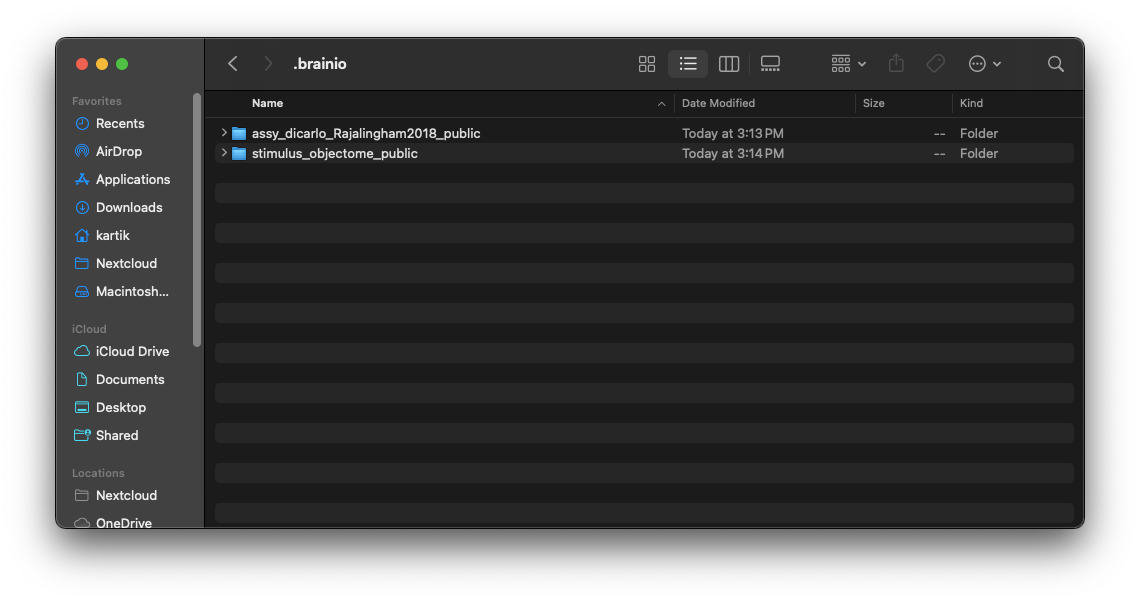 .brainio
Favorites
Recents
AirDrop
Applications
Downloads
kartik
Nextcloud
Macintosh...
iCloud
iCloud Drive
Documents
Desktop
Shared
Locations
Nextcloud
OneDrive
Name Date Modified Size Kind
assy_dicarlo_Rajalingham2018_public Today at 3:13 PM -- Folder
stimulus_objectome_public Today at 3:14 PM -- Folder